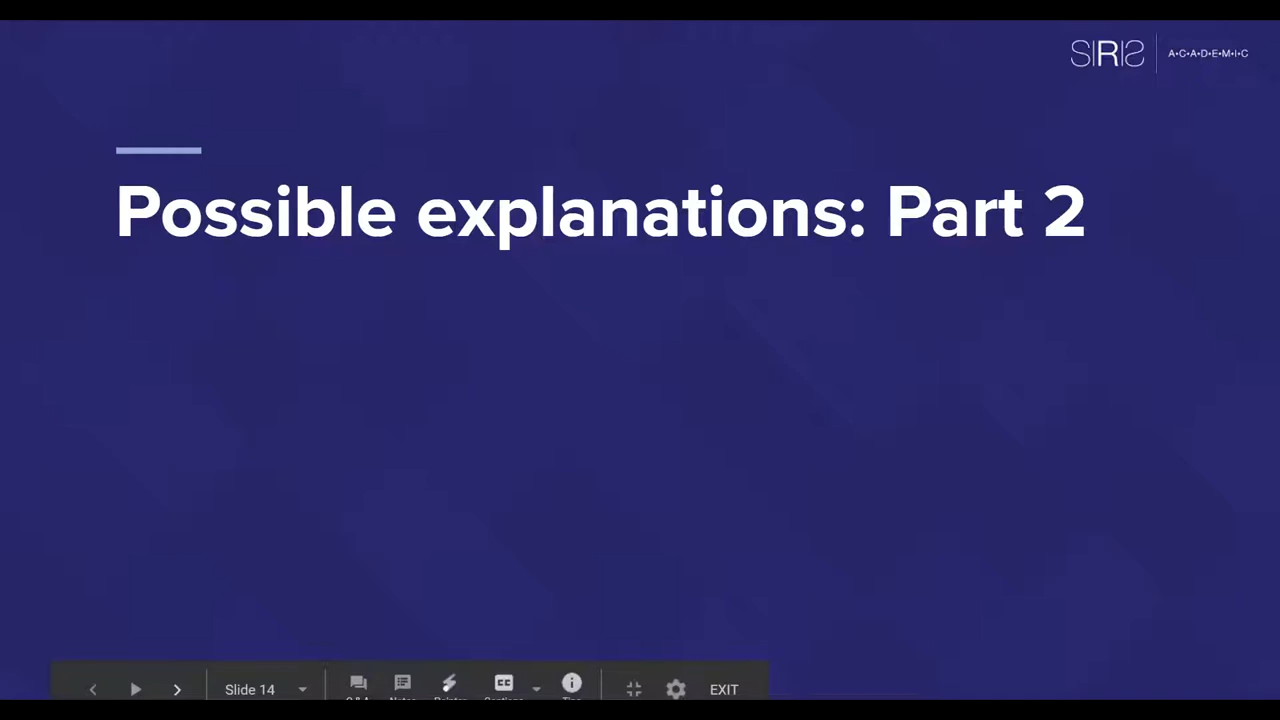 SIRIS A•C•A•D•E•M•I•C
Possible explanations: Part 2
Slide 14
EXIT